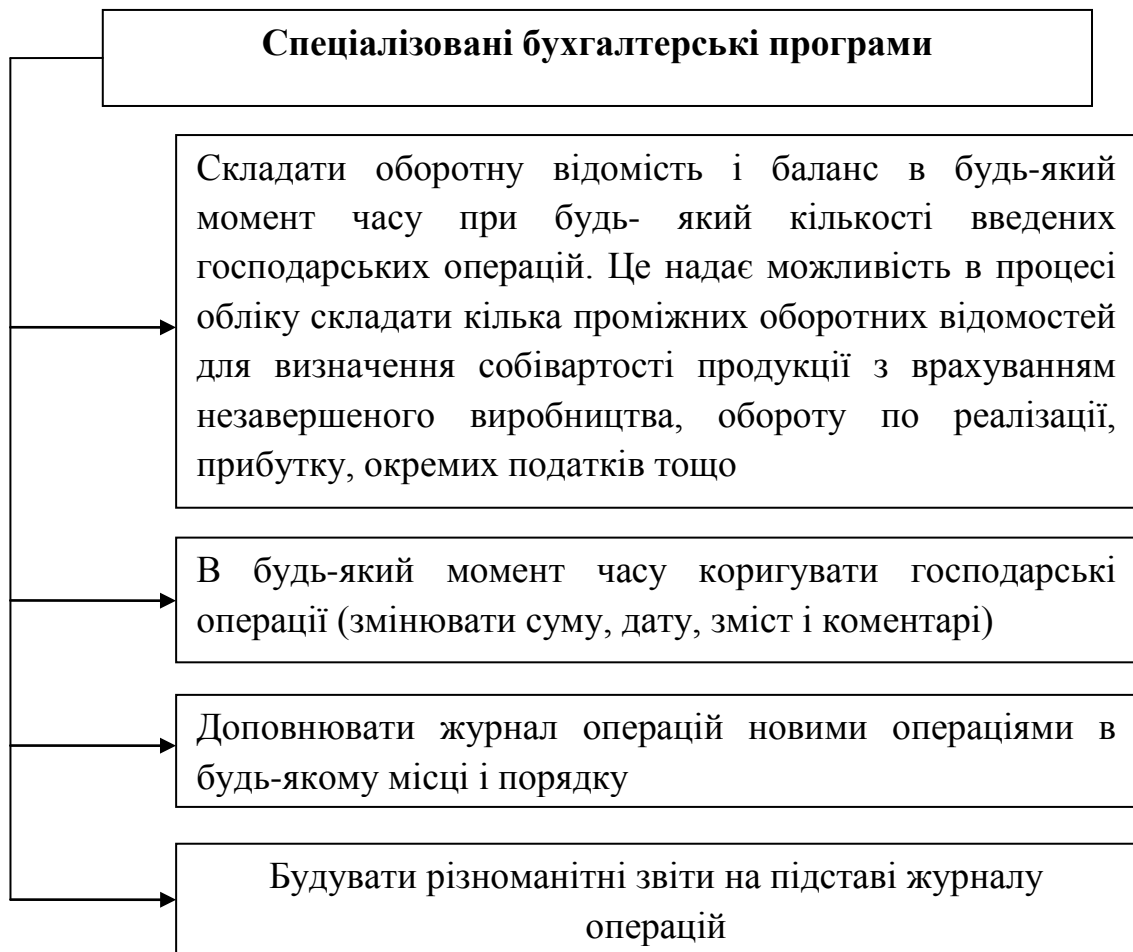 Спеціалізовані бухгалтерські програми
Складати оборотну відомість і баланс в будь-який
момент часу при будь- який кількості введених
господарських операцій. Це надає можливість в процесі
обліку складати кілька проміжних оборотних відомостей
для визначення собівартості продукції з врахуванням
незавершеного виробництва, обороту по реалізації,
прибутку, окремих податків тощо
В будь-який момент часу коригувати господарські
операції (змінювати суму, дату, зміст і коментарі)
Доповнювати журнал операцій новими операціями в
будь-якому місці і порядку
Будувати різноманітні звіти на підставі журналу
операцій